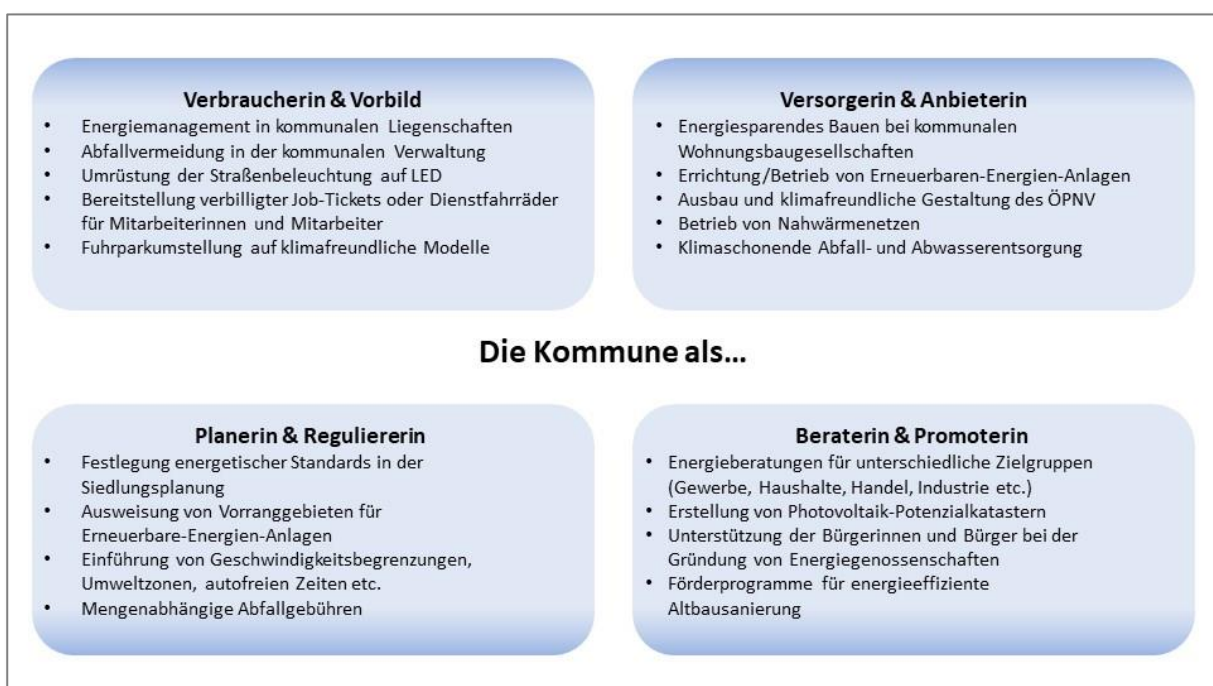 Verbraucherin & Vorbild
• Energiemanagement in kommunalen Liegenschaften
• Abfallvermeidung in der kommunalen Verwaltung
• Umrüstung der Straßenbeleuchtung auf LED
• Bereitstellung verbilligter Job-Tickets oder Dienstfahrräder
für Mitarbeiterinnen und Mitarbeiter
• Fuhrparkumstellung auf klimafreundliche Modelle
Versorgerin & Anbieterin
• Energiesparendes Bauen bei kommunalen
Wohnungsbaugesellschaften
• Errichtung/Betrieb von Erneuerbaren-Energien-Anlagen
• Ausbau und klimafreundliche Gestaltung des ÖPNV
• Betrieb von Nahwärmenetzen
• Klimaschonende Abfall- und Abwasserentsorgung
Die Kommune als...
Planerin & Reguliererin
• Festlegung energetischer Standards in der
Siedlungsplanung
• Ausweisung von Vorranggebieten für
Erneuerbare-Energien-Anlagen
• Einführung von Geschwindigkeitsbegrenzungen,
Umweltzonen, autofreien Zeiten etc.
• Mengenabhängige Abfallgebühren
Beraterin & Promoterin
• Energieberatungen für unterschiedliche Zielgruppen
(Gewerbe, Haushalte, Handel, Industrie etc.)
• Erstellung von Photovoltaik-Potenzialkatastern
• Unterstützung der Bürgerinnen und Bürger bei der
Gründung von Energiegenossenschaften
• Förderprogramme für energieeffiziente
Altbausanierung